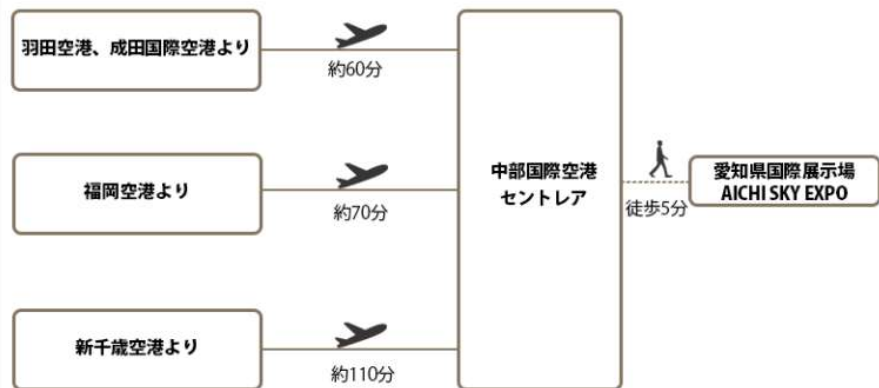 羽田空港、成田国際空港より
約60分
福岡空港より
約70分
新千歳空港より
約110分
中部国際空港
セントレア
徒歩5分
愛知県国際展示場
AICHI SKY EXPO